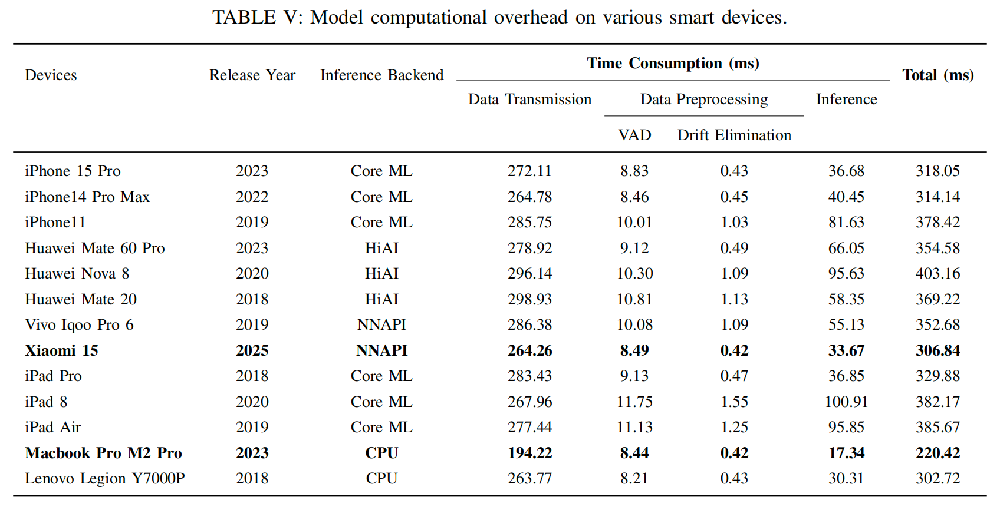 TABLE V: Model computational overhead on various smart devices.
Devices Release Year Inference Backend Time Consumption (ms) Total (ms)
Data Transmission Data Preprocessing Inference
VAD Drift Elimination
iPhone 15 Pro 2023 Core ML 272.11 8.83 0.43 36.68 318.05
iPhone14 Pro Max 2022 Core ML 264.78 8.46 0.45 40.45 314.14
iPhone11 2019 Core ML 285.75 10.01 1.03 81.63 378.42
Huawei Mate 60 Pro 2023 HiAI 278.92 9.12 0.49 66.05 354.58
Huawei Nova 8 2020 HiAI 296.14 10.30 1.09 95.63 403.16
Huawei Mate 20 2018 HiAI 298.93 10.81 1.13 58.35 369.22
Vivo Iqoo Pro 6 2019 NNAPI 286.38 10.08 1.09 55.13 352.68
Xiaomi 15 2025 NNAPI 264.26 8.49 0.42 33.67 306.84
iPad Pro 2018 Core ML 283.43 9.13 0.47 36.85 329.88
iPad 8 2020 Core ML 267.96 11.75 1.55 100.91 382.17
iPad Air 2019 Core ML 277.44 11.13 1.25 95.85 385.67
Macbook Pro M2 Pro 2023 CPU 194.22 8.44 0.42 17.34 220.42
Lenovo Legion Y7000P 2018 CPU 263.77 8.21 0.43 30.31 302.72